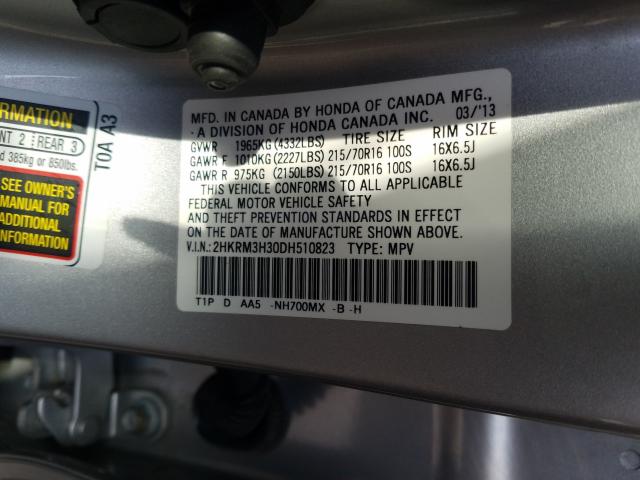 MFD. IN CANADA BY HONDA OF CANADA MFG.,
- A DIVISION OF HONDA CANADA INC. 03/'13
GVWR 1965KG (4332LBS) TIRE SIZE RIM SIZE
GAWR F 1010KG (2227LBS) 215/70R16 100S 16X6.5J
GAWR R 975KG (2150LBS) 215/70R16 100S 16X6.5J
THIS VEHICLE CONFORMS TO ALL APPLICABLE
FEDERAL MOTOR VEHICLE SAFETY
AND THEFT PREVENTION STANDARDS IN EFFECT
ON THE DATE OF MANUFACTURE SHOWN ABOVE.
V.I.N.: 2HKRM3H30DH510823 TYPE: MPV
T1P D AA5 -NH700MX -B -H
2 REAR 3
385kg or 850lbs.
SEE OWNER'S
MANUAL FOR
ADDITIONAL
INFORMATION
T0A A3